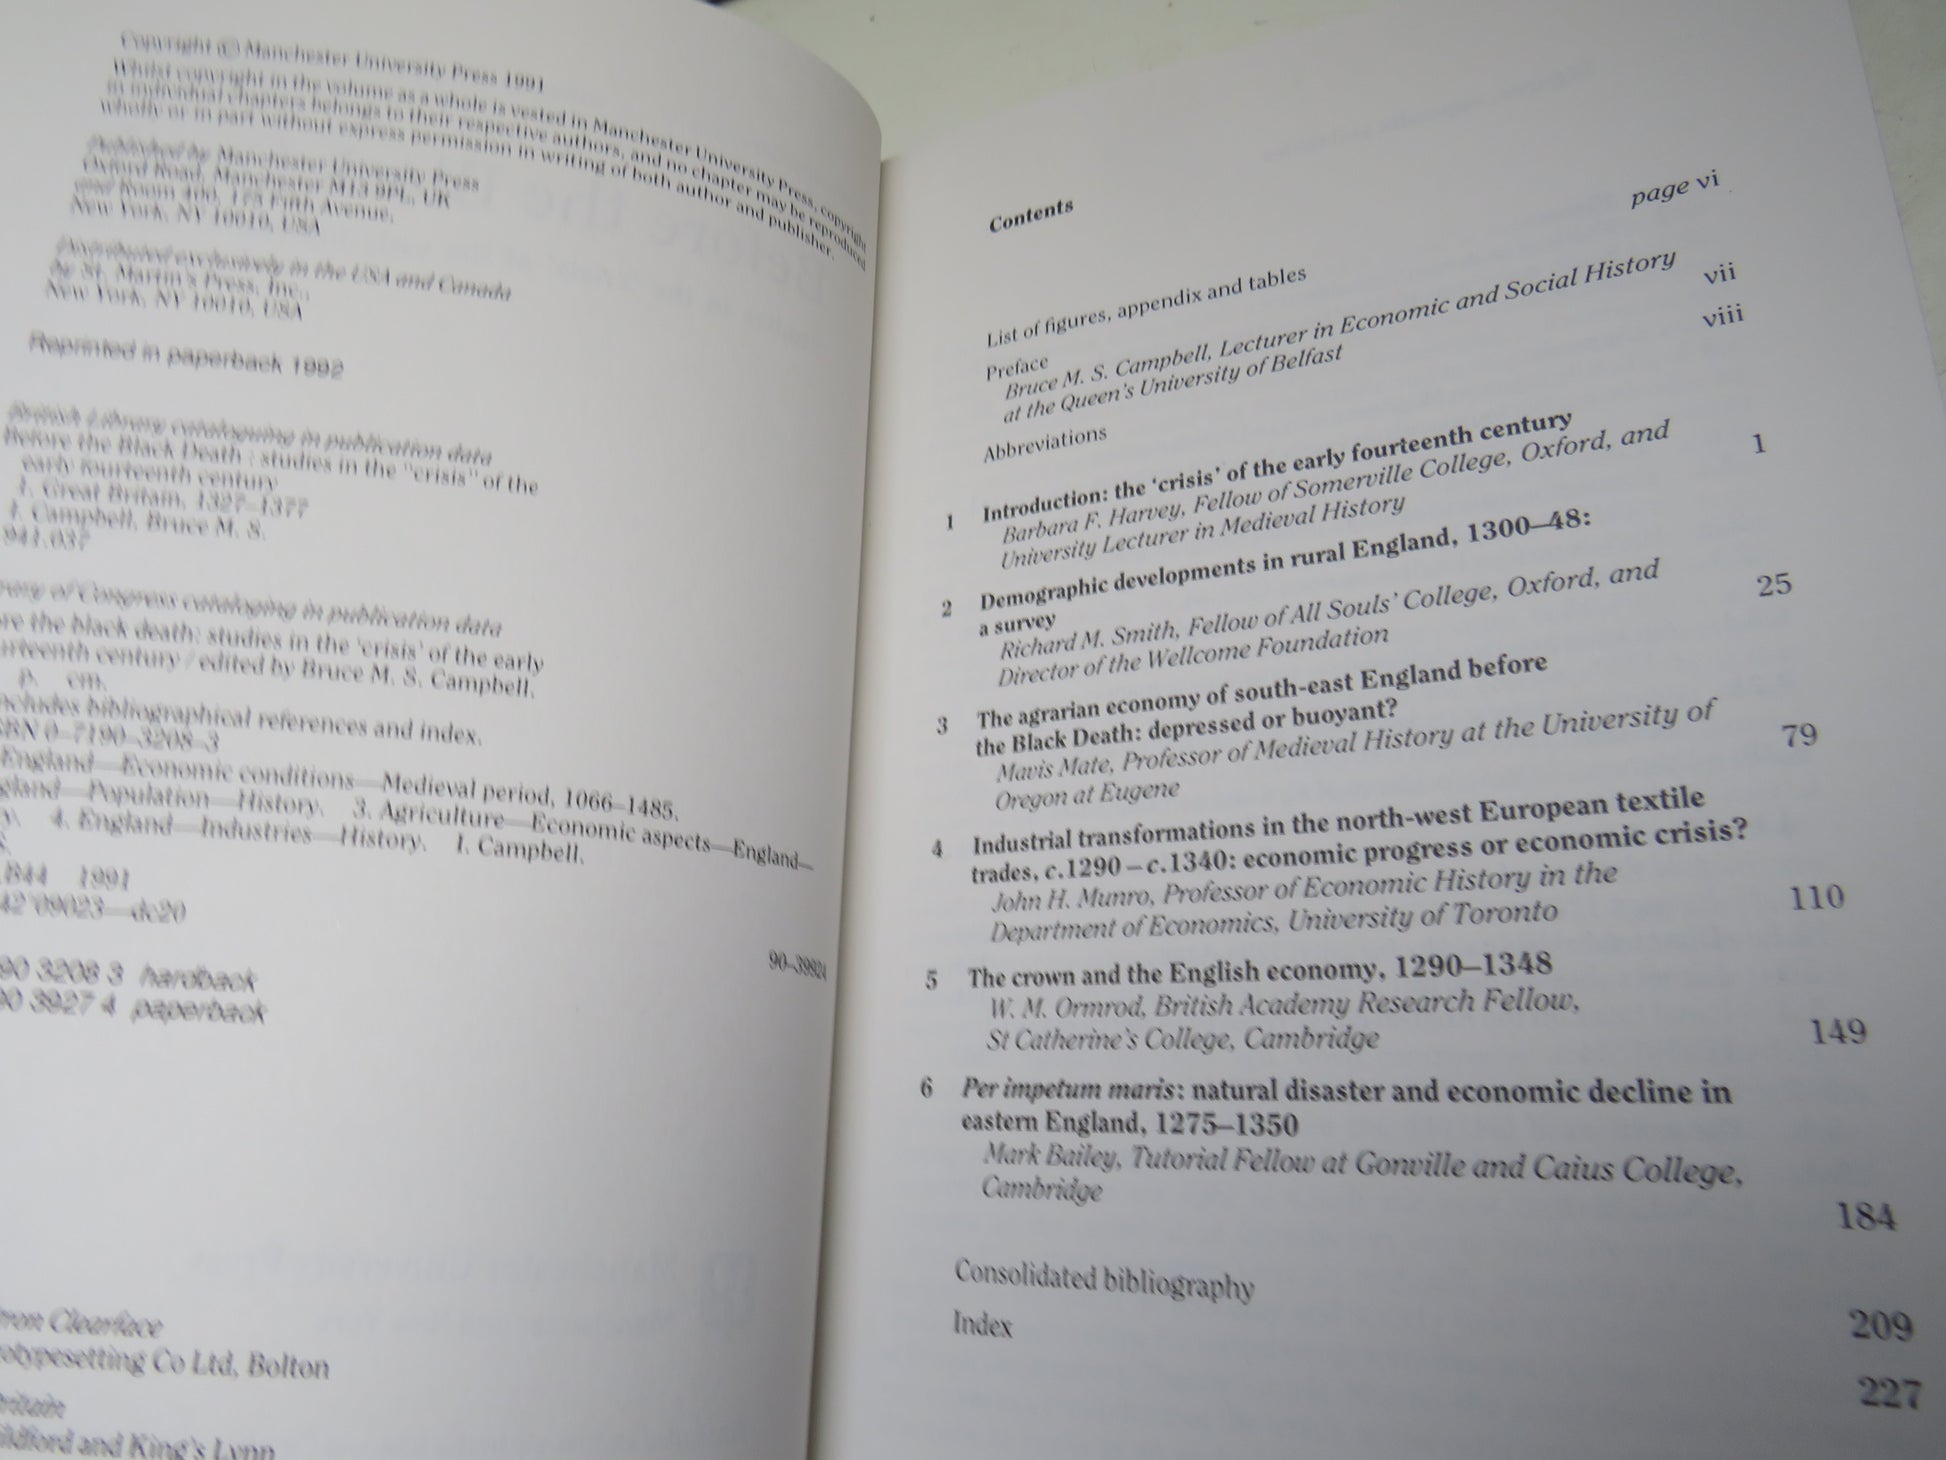 Copyright © Manchester University Press 1991
Whilst copyright in the volume as a whole is vested in Manchester University Press, copyright
in individual chapters belongs to their respective authors, and no chapter may be reproduced
wholly or in part without express permission in writing of both author and publisher.
Published by Manchester University Press
Oxford Road, Manchester M13 9PL, UK
and Room 400, 175 Fifth Avenue,
New York, NY 10010, USA
Distributed exclusively in the USA and Canada
by St. Martin's Press, Inc.,
New York, NY 10010, USA
Reprinted in paperback 1992
British Library cataloguing in publication data
Before the Black Death : studies in the "crisis" of the
early fourteenth century
1. Great Britain, 1327–1377
I. Campbell, Bruce M. S.
941.037
of Congress cataloging in publication data
the black death: studies in the 'crisis' of the early
century / edited by Bruce M. S. Campbell.
p. cm.
bibliographical references and index.
0–7190–3208–3
England—Economic conditions—Medieval period, 1066–1485.
—Population—History. 3. Agriculture—Economic aspects—England—
4. England—Industries—History. I. Campbell,
.B44 1991
09023—dc20
90–39924
90 3208 3 hardback
3927 4 paperback
Clearface
Co Ltd, Bolton
and King's Lynn
Contents
page vi
List of figures, appendix and tables
Preface vii
Bruce M. S. Campbell, Lecturer in Economic and Social History
at the Queen's University of Belfast
Abbreviations viii
1 Introduction: the ‘crisis’ of the early fourteenth century 1
Barbara F. Harvey, Fellow of Somerville College, Oxford, and
University Lecturer in Medieval History
2 Demographic developments in rural England, 1300–48:
a survey 25
Richard M. Smith, Fellow of All Souls' College, Oxford, and
Director of the Wellcome Foundation
3 The agrarian economy of south-east England before
the Black Death: depressed or buoyant? 79
Mavis Mate, Professor of Medieval History at the University of
Oregon at Eugene
4 Industrial transformations in the north-west European textile
trades, c.1290–c.1340: economic progress or economic crisis? 110
John H. Munro, Professor of Economic History in the
Department of Economics, University of Toronto
5 The crown and the English economy, 1290–1348 149
W. M. Ormrod, British Academy Research Fellow,
St Catherine's College, Cambridge
6 Per impetum maris: natural disaster and economic decline in
eastern England, 1275–1350 184
Mark Bailey, Tutorial Fellow at Gonville and Caius College,
Cambridge
Consolidated bibliography 209
Index 227